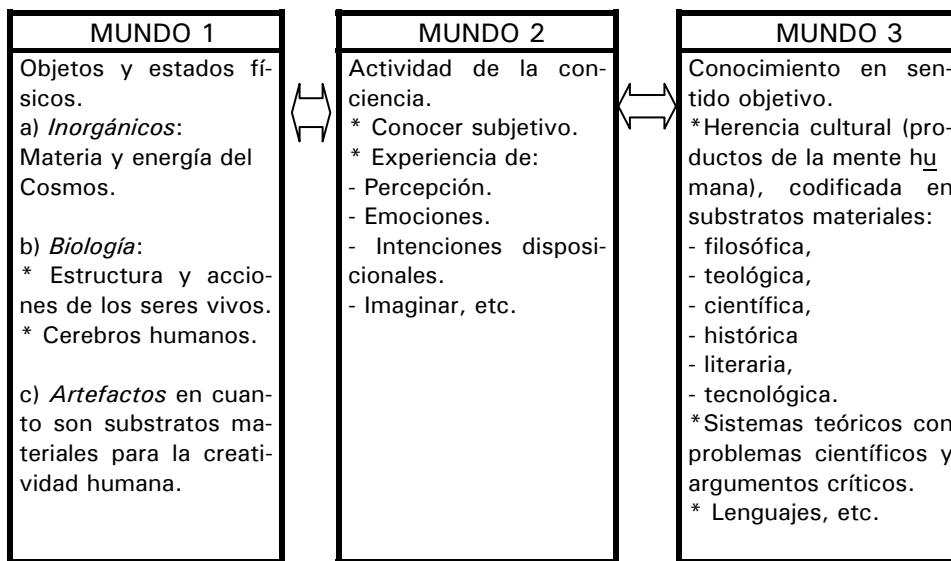 MUNDO 1
Objetos y estados fí-
sicos.
a) Inorgánicos:
Materia y energía del
Cosmos.
b) Biología:
* Estructura y accio-
nes de los seres vivos.
* Cerebros humanos.
c) Artefactos en cuan-
to son substratos ma-
teriales para la creati-
vidad humana.
MUNDO 2
Actividad de la con-
ciencia.
* Conocer subjetivo.
* Experiencia de:
- Percepción.
- Emociones.
- Intenciones disposi-
cionales.
- Imaginar, etc.
MUNDO 3
Conocimiento en sen-
tido objetivo.
*Herencia cultural (pro-
ductos de la mente hu
mana), codificada en
substratos materiales:
- filosófica,
- teológica,
- científica,
- histórica
- literaria,
- tecnológica.
*Sistemas teóricos con
problemas científicos y
argumentos críticos.
* Lenguajes, etc.